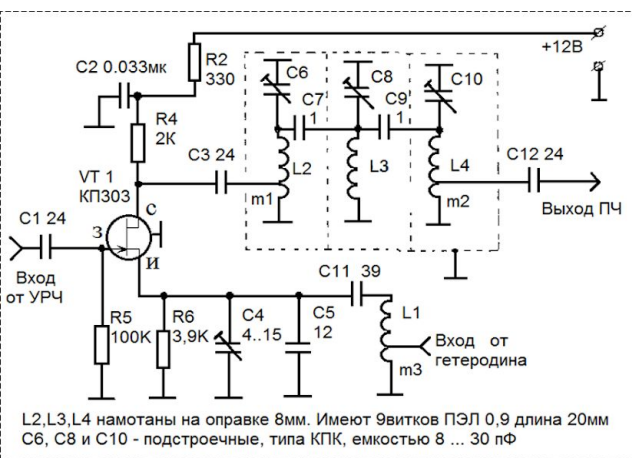 +12В
R2
330
C2 0.033мк
C6
C8
C10
C7
1
C9
1
R4
2К
C3 24
L2
L3
L4
C12 24
VT 1
КП303
m1
m2
Выход ПЧ
C1 24
с
з
и
Вход
от УРЧ
C11 39
R5
100K
R6
3,9K
C4
4..15
C5
12
L1
Вход от
гетеродина
m3
L2,L3,L4 намотаны на оправке 8мм. Имеют 9витков ПЭЛ 0,9 длина 20мм
C6, C8 и C10 - подстроечные, типа КПК, емкостью 8 ... 30 пФ